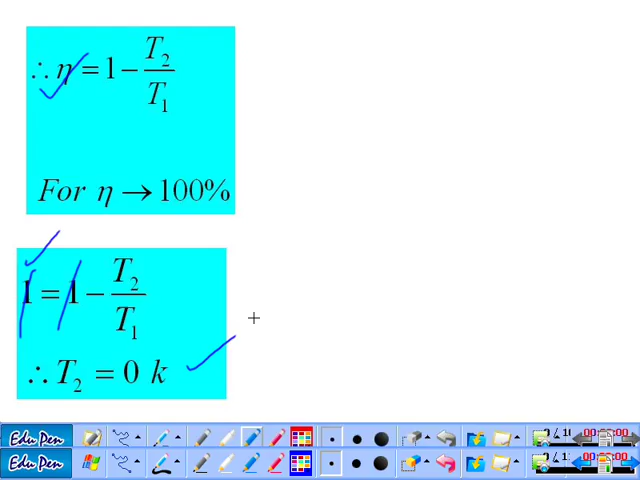 ∴ η = 1 − T₂/T₁
For η → 100%
1 = 1 − T₂/T₁
∴ T₂ = 0 k
Edu Pen
Edu Pen